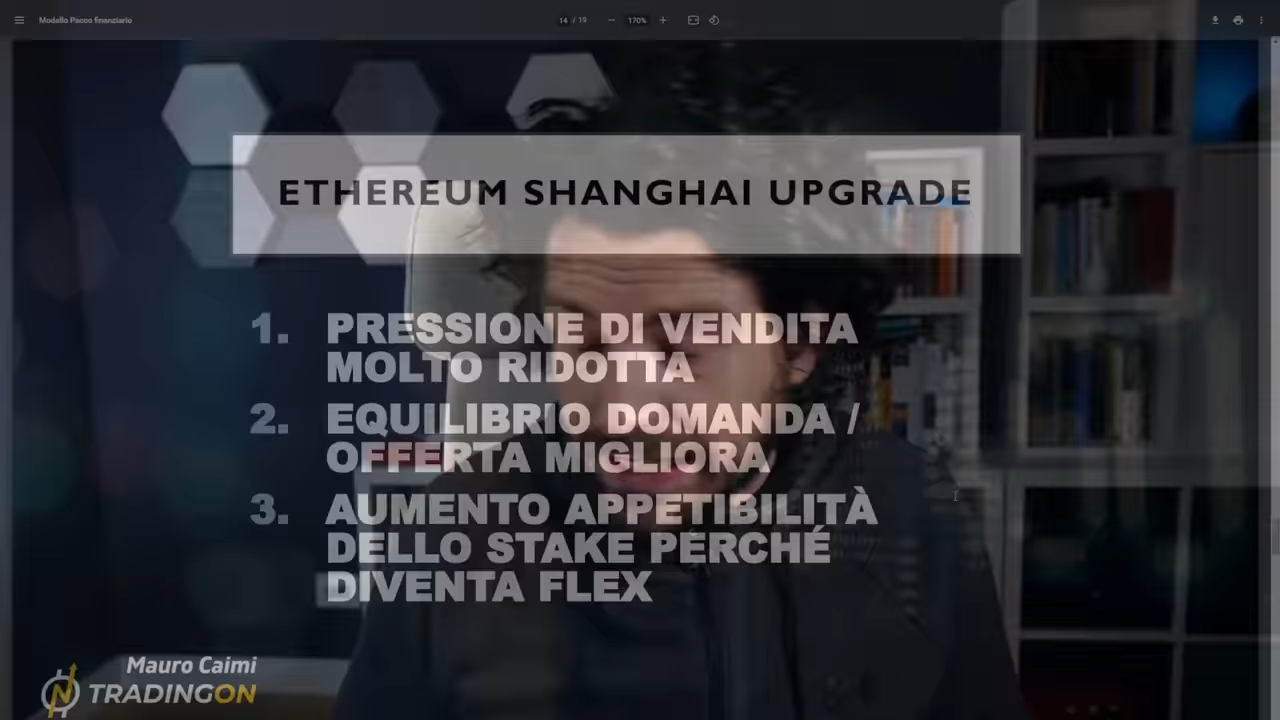 Modello Pacco finanziario
14 / 19
170%
ETHEREUM SHANGHAI UPGRADE
1. PRESSIONE DI VENDITA
MOLTO RIDOTTA
2. EQUILIBRIO DOMANDA /
OFFERTA MIGLIORA
3. AUMENTO APPETIBILITÀ
DELLO STAKE PERCHÉ
DIVENTA FLEX
Mauro Caimi
TRADINGON